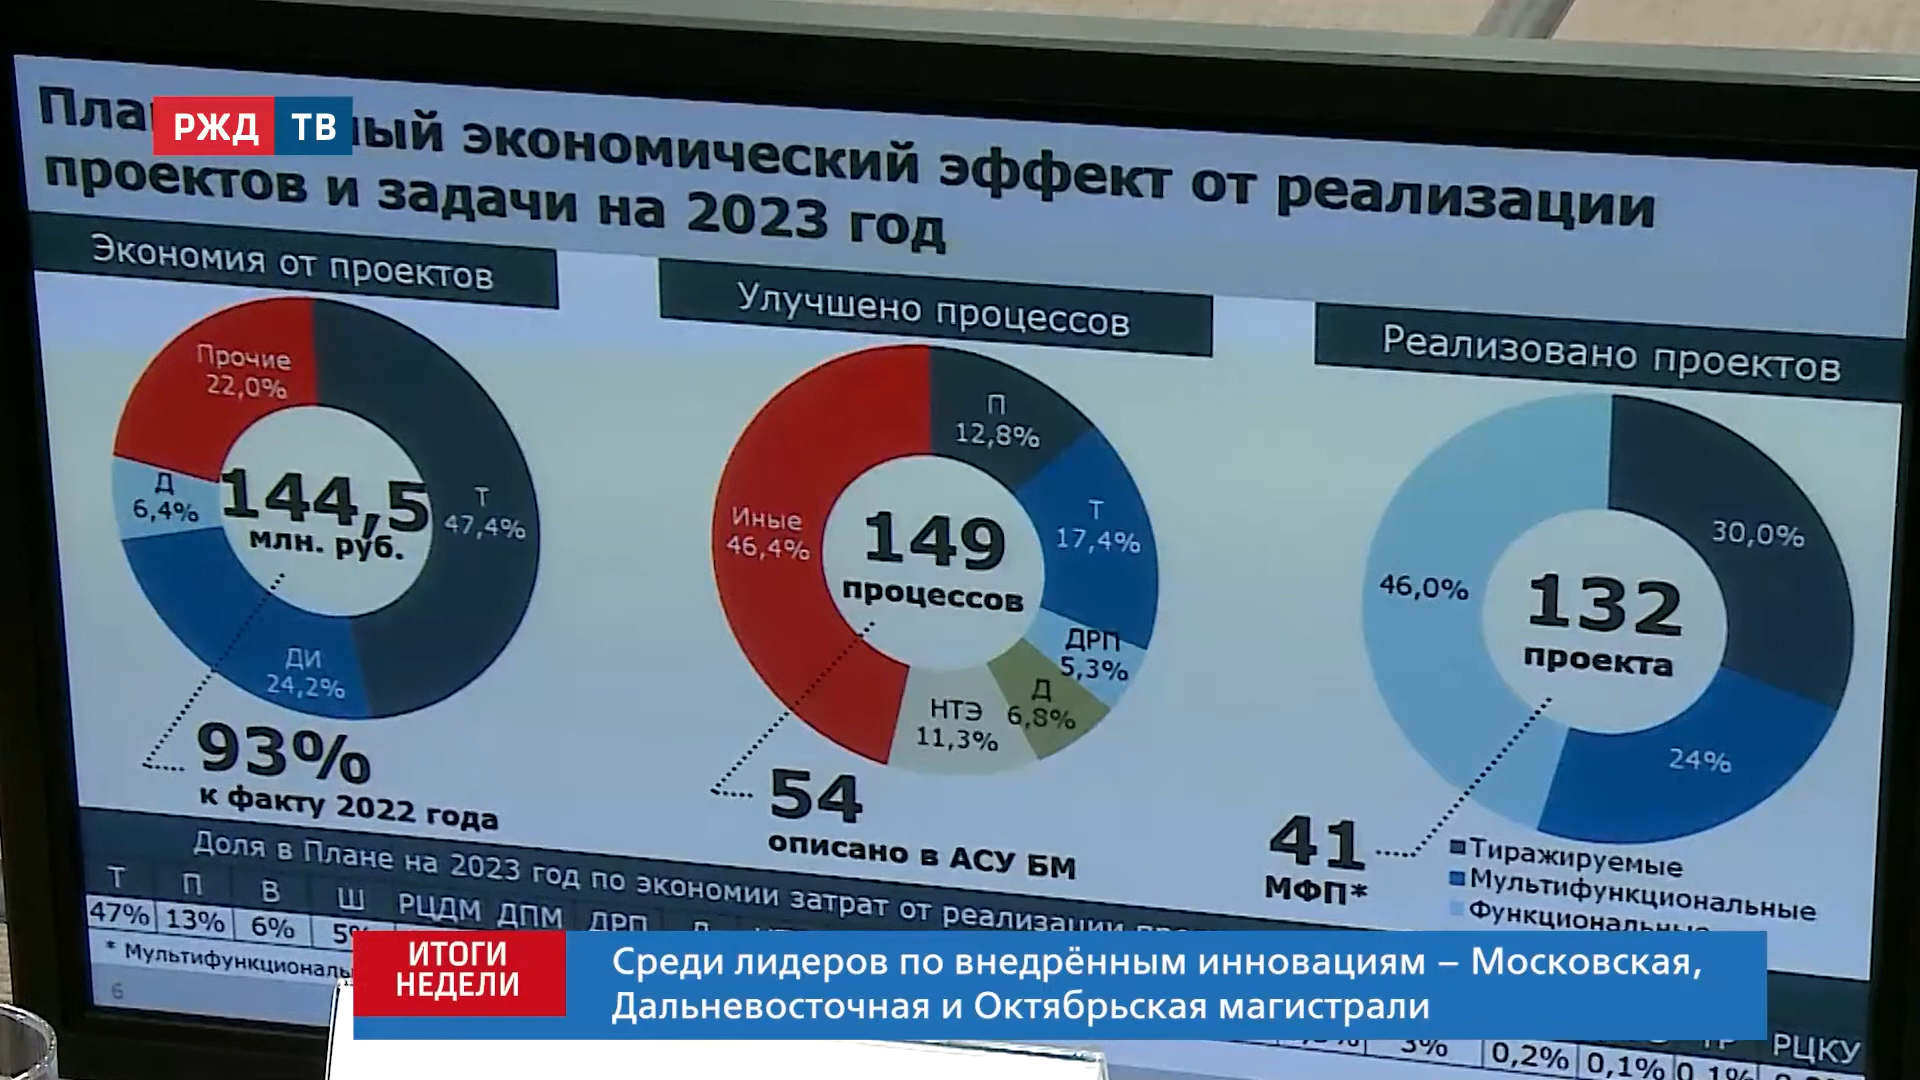 РЖД ТВ
экономический эффект от реализации
проектов и задачи на 2023 год
Экономия от проектов
Прочие
22,0%
Д
6,4%
144,5
млн. руб.
Т
47,4%
ДИ
24,2%
93%
к факту 2022 года
Улучшено процессов
П
12,8%
Т
17,4%
Иные
46,4%
149
процессов
ДРП
5,3%
Д
6,8%
НТЭ
11,3%
54
описано в АСУ БМ
Реализовано проектов
30,0%
46,0%
132
проекта
24%
41
МФП*
Тиражируемые
Мультифункциональные
Функциональные
Доля в Плане на 2023 год по экономии затрат от реализации
Т П В Ш РЦДМ ДПМ ДРП
47% 13% 6% 5%
6
ИТОГИ
НЕДЕЛИ
Среди лидеров по внедрённым инновациям – Московская,
Дальневосточная и Октябрьская магистрали
РЦКУ
3% 0,2% 0,1% 0,1%